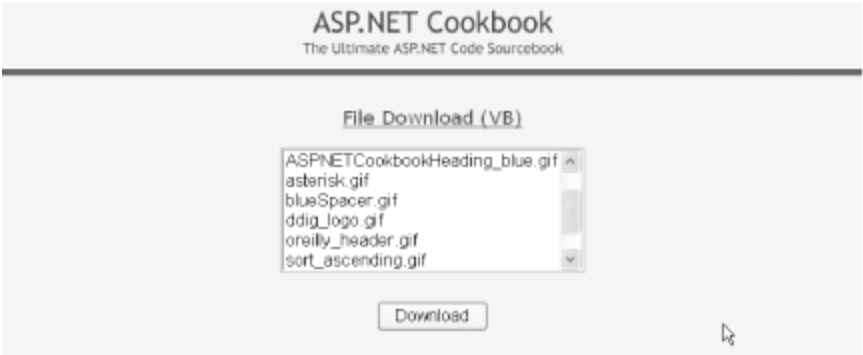 ASP.NET Cookbook
The Ultimate ASP.NET Code Sourcebook
File Download (VB)
ASPNETCookbookHeading_blue.gif
asterisk.gif
blueSpacer.gif
ddig_logo.gif
oreilly_header.gif
sort_ascending.gif
Download